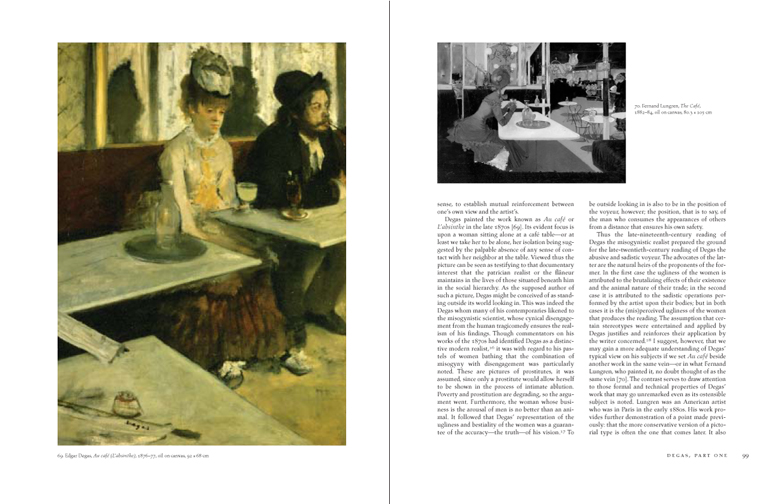 Degas
69. Edgar Degas, Au café (L'absinthe), 1876–77, oil on canvas, 92 x 68 cm
70. Fernand Lungren, The Café,
1882–84, oil on canvas, 80.3 x 103 cm
sense, to establish mutual reinforcement between
one's own view and the artist's.
Degas painted the work known as Au café or
L'absinthe in the late 1870s [69]. Its evident focus is
upon a woman sitting alone at a café table—or at
least we take her to be alone, her isolation being sug-
gested by the palpable absence of any sense of con-
tact with her neighbor at the table. Viewed thus the
picture can be seen as testifying to that documentary
interest that the patrician realist or the flâneur
maintains in the lives of those situated beneath him
in the social hierarchy. As the supposed author of
such a picture, Degas might be conceived of as stand-
ing outside its world looking in. This was indeed the
Degas whom many of his contemporaries likened to
the misogynistic scientist, whose cynical disengage-
ment from the human tragicomedy ensures the real-
ism of his findings. Though commentators on his
works of the 1870s had identified Degas as a distinc-
tive modern realist, it was with regard to his pas-
tels of women bathing that the combination of
misogyny with disengagement was particularly
noted. These are pictures of prostitutes, it was
assumed, since only a prostitute would allow herself
to be shown in the process of intimate ablution.
Poverty and prostitution are degrading, so the argu-
ment went. Furthermore, the woman whose busi-
ness is the arousal of men is no better than an ani-
mal. It followed that Degas' representation of the
ugliness and bestiality of the women was a guaran-
tee of the accuracy—the truth—of his vision. To
be outside looking in is also to be in the position of
the voyeur, however; the position, that is to say, of
the man who consumes the appearances of others
from a distance that ensures his own safety.
Thus the late-nineteenth-century reading of
Degas the misogynistic realist prepared the ground
for the late-twentieth-century reading of Degas the
abusive and sadistic voyeur. The advocates of the lat-
ter are the natural heirs of the proponents of the for-
mer. In the first case the ugliness of the women is
attributed to the brutalizing effects of their existence
and the animal nature of their trade; in the second
case it is attributed to the sadistic operations per-
formed by the artist upon their bodies; but in both
cases it is the (mis)perceived ugliness of the women
that produces the reading. The assumption that cer-
tain stereotypes were entertained and applied by
Degas justifies and reinforces their application by
the writer concerned. I suggest, however, that we
may gain a more adequate understanding of Degas'
typical view on his subjects if we set Au café beside
another work in the same vein—or in what Fernand
Lungren, who painted it, no doubt thought of as the
same vein [70]. The contrast serves to draw attention
to those formal and technical properties of Degas'
work that may go unremarked even as its ostensible
subject is noted. Lungren was an American artist
who was in Paris in the early 1880s. His work pro-
vides further demonstration of a point made previ-
ously: that the more conservative version of a picto-
rial type is often the one that comes later. It also
DEGAS, PART ONE 99